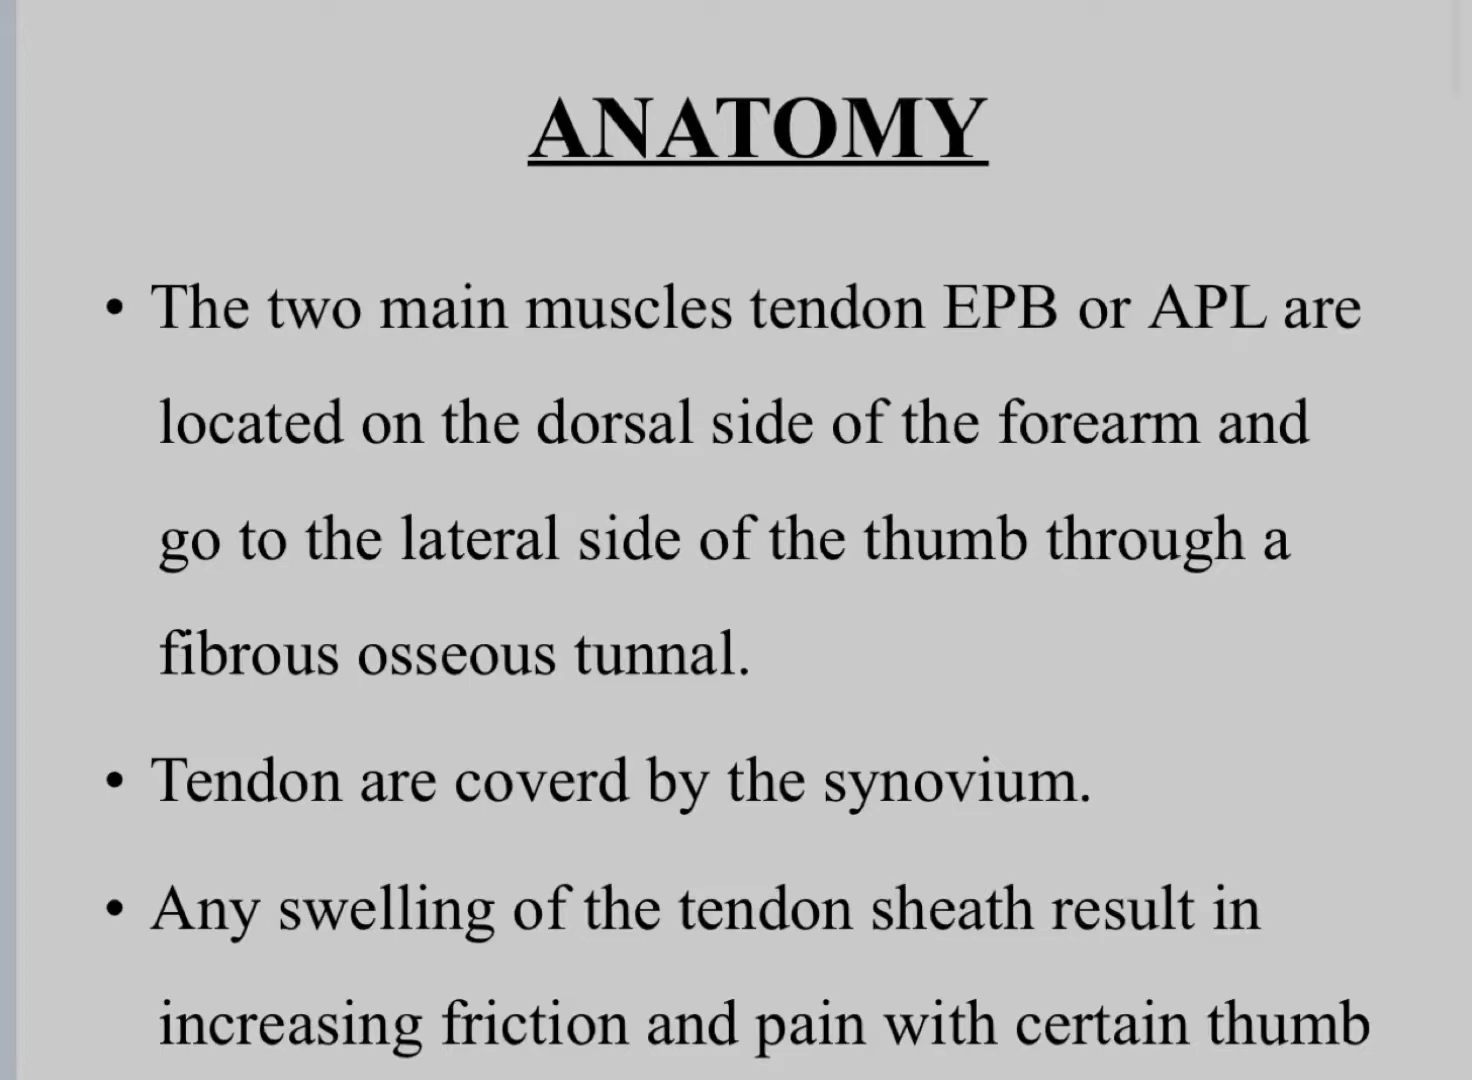 ANATOMY
• The two main muscles tendon EPB or APL are
located on the dorsal side of the forearm and
go to the lateral side of the thumb through a
fibrous osseous tunnal.
• Tendon are coverd by the synovium.
• Any swelling of the tendon sheath result in
increasing friction and pain with certain thumb